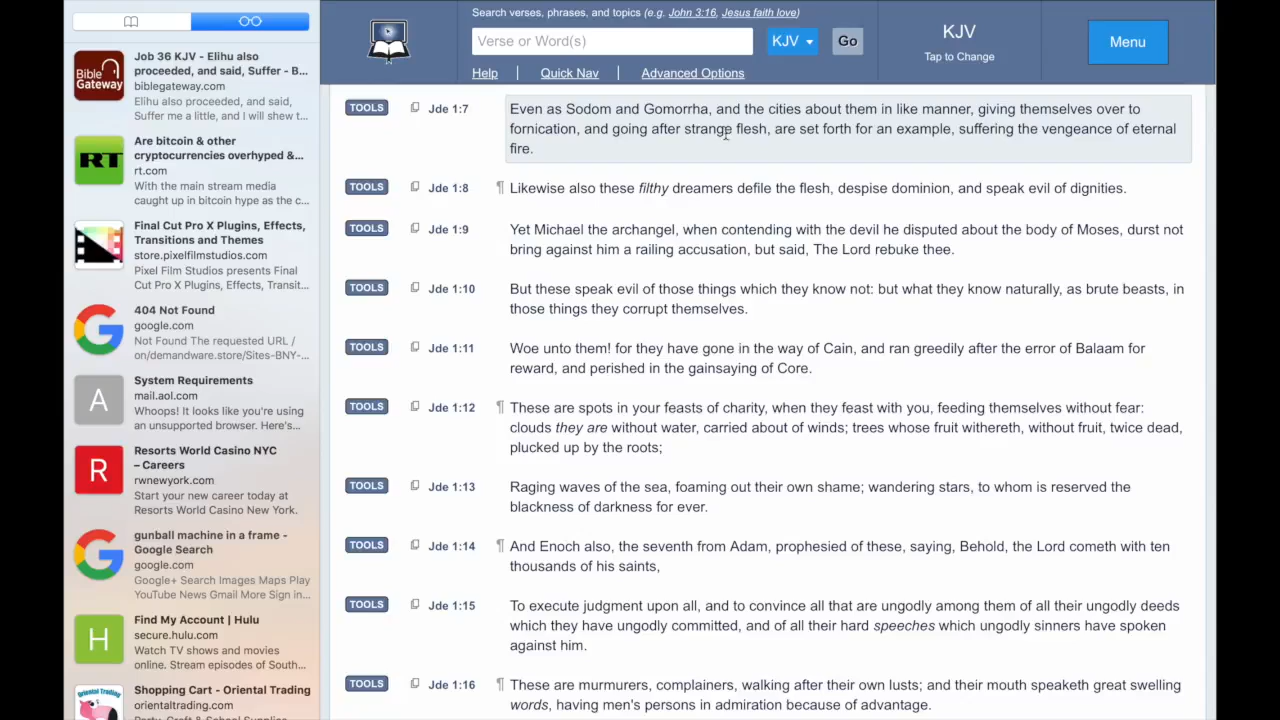 Job 36 KJV - Elihu also
proceeded, and said, Suffer - B...
biblegateway.com
Elihu also proceeded, and said,
Suffer me a little, and I will shew t...
Bible
Gateway
Are bitcoin & other
cryptocurrencies overhyped &...
rt.com
With the main stream media
caught up in bitcoin hype as the c...
RT
Final Cut Pro X Plugins, Effects,
Transitions and Themes
store.pixelfilmstudios.com
Pixel Film Studios presents Final
Cut Pro X Plugins, Effects, Transit...
404 Not Found
google.com
Not Found The requested URL /
on/demandware.store/Sites-BNY-...
G
System Requirements
mail.aol.com
Whoops! It looks like you're using
an unsupported browser. Here's...
A
Resorts World Casino NYC
– Careers
rwnewyork.com
Start your new career today at
Resorts World Casino New York.
R
gunball machine in a frame -
Google Search
google.com
Google+ Search Images Maps Play
YouTube News Gmail More Sign in...
G
Find My Account | Hulu
secure.hulu.com
Watch TV shows and movies
online. Stream episodes of South...
H
Shopping Cart - Oriental Trading
orientaltrading.com
Oriental Trading
Search verses, phrases, and topics (e.g. John 3:16, Jesus faith love)
Verse or Word(s)
KJV
Go
Help | Quick Nav | Advanced Options
KJV
Tap to Change
Menu
TOOLS Jde 1:7 Even as Sodom and Gomorrha, and the cities about them in like manner, giving themselves over to
fornication, and going after strange flesh, are set forth for an example, suffering the vengeance of eternal
fire.
TOOLS Jde 1:8 ¶ Likewise also these filthy dreamers defile the flesh, despise dominion, and speak evil of dignities.
TOOLS Jde 1:9 Yet Michael the archangel, when contending with the devil he disputed about the body of Moses, durst not
bring against him a railing accusation, but said, The Lord rebuke thee.
TOOLS Jde 1:10 But these speak evil of those things which they know not: but what they know naturally, as brute beasts, in
those things they corrupt themselves.
TOOLS Jde 1:11 Woe unto them! for they have gone in the way of Cain, and ran greedily after the error of Balaam for
reward, and perished in the gainsaying of Core.
TOOLS Jde 1:12 ¶ These are spots in your feasts of charity, when they feast with you, feeding themselves without fear:
clouds they are without water, carried about of winds; trees whose fruit withereth, without fruit, twice dead,
plucked up by the roots;
TOOLS Jde 1:13 Raging waves of the sea, foaming out their own shame; wandering stars, to whom is reserved the
blackness of darkness for ever.
TOOLS Jde 1:14 ¶ And Enoch also, the seventh from Adam, prophesied of these, saying, Behold, the Lord cometh with ten
thousands of his saints,
TOOLS Jde 1:15 To execute judgment upon all, and to convince all that are ungodly among them of all their ungodly deeds
which they have ungodly committed, and of all their hard speeches which ungodly sinners have spoken
against him.
TOOLS Jde 1:16 ¶ These are murmurers, complainers, walking after their own lusts; and their mouth speaketh great swelling
words, having men's persons in admiration because of advantage.